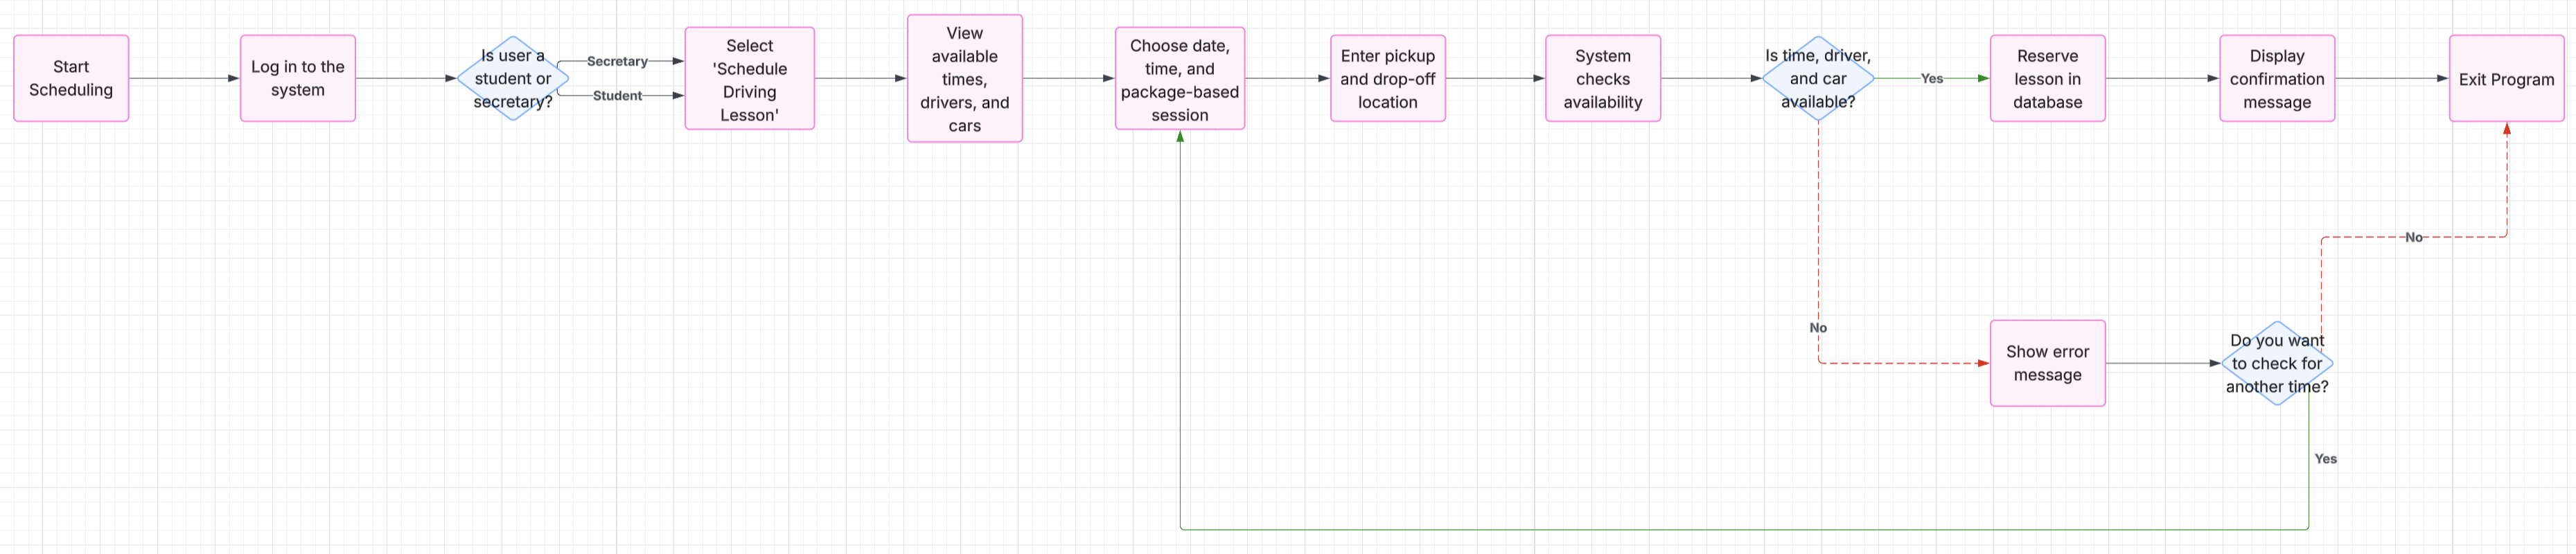 Start
Scheduling
Log in to the
system
Is user a
student or
secretary?
Secretary
Student
Select
'Schedule
Driving
Lesson'
View
available
times,
drivers, and
cars
Choose date,
time, and
package-based
session
Enter pickup
and drop-off
location
System
checks
availability
Is time, driver,
and car
available?
Yes
Reserve
lesson in
database
Display
confirmation
message
Exit Program
No
No
Show error
message
Do you want
to check for
another time?
Yes